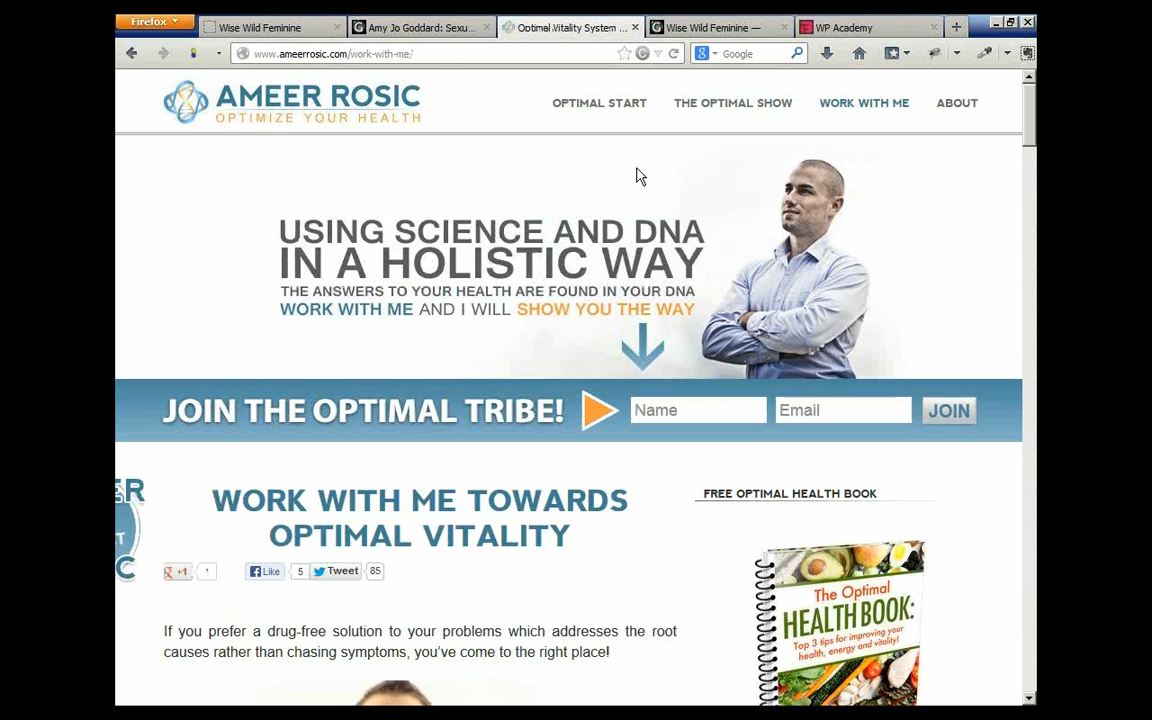 Firefox
Wise Wild Feminine
Amy Jo Goddard: Sexu...
Optimal Vitality System ...
Wise Wild Feminine —
WP Academy
www.ameerrosic.com/work-with-me/
Google
AMEER ROSIC
OPTIMIZE YOUR HEALTH
OPTIMAL START
THE OPTIMAL SHOW
WORK WITH ME
ABOUT
USING SCIENCE AND DNA
IN A HOLISTIC WAY
THE ANSWERS TO YOUR HEALTH ARE FOUND IN YOUR DNA
WORK WITH ME AND I WILL SHOW YOU THE WAY
JOIN THE OPTIMAL TRIBE!
Name
Email
JOIN
WORK WITH ME TOWARDS
OPTIMAL VITALITY
+1
1
Like
5
Tweet
85
If you prefer a drug-free solution to your problems which addresses the root
causes rather than chasing symptoms, you've come to the right place!
FREE OPTIMAL HEALTH BOOK
The Optimal
HEALTH BOOK:
Top 3 tips for improving your
health, energy and vitality!